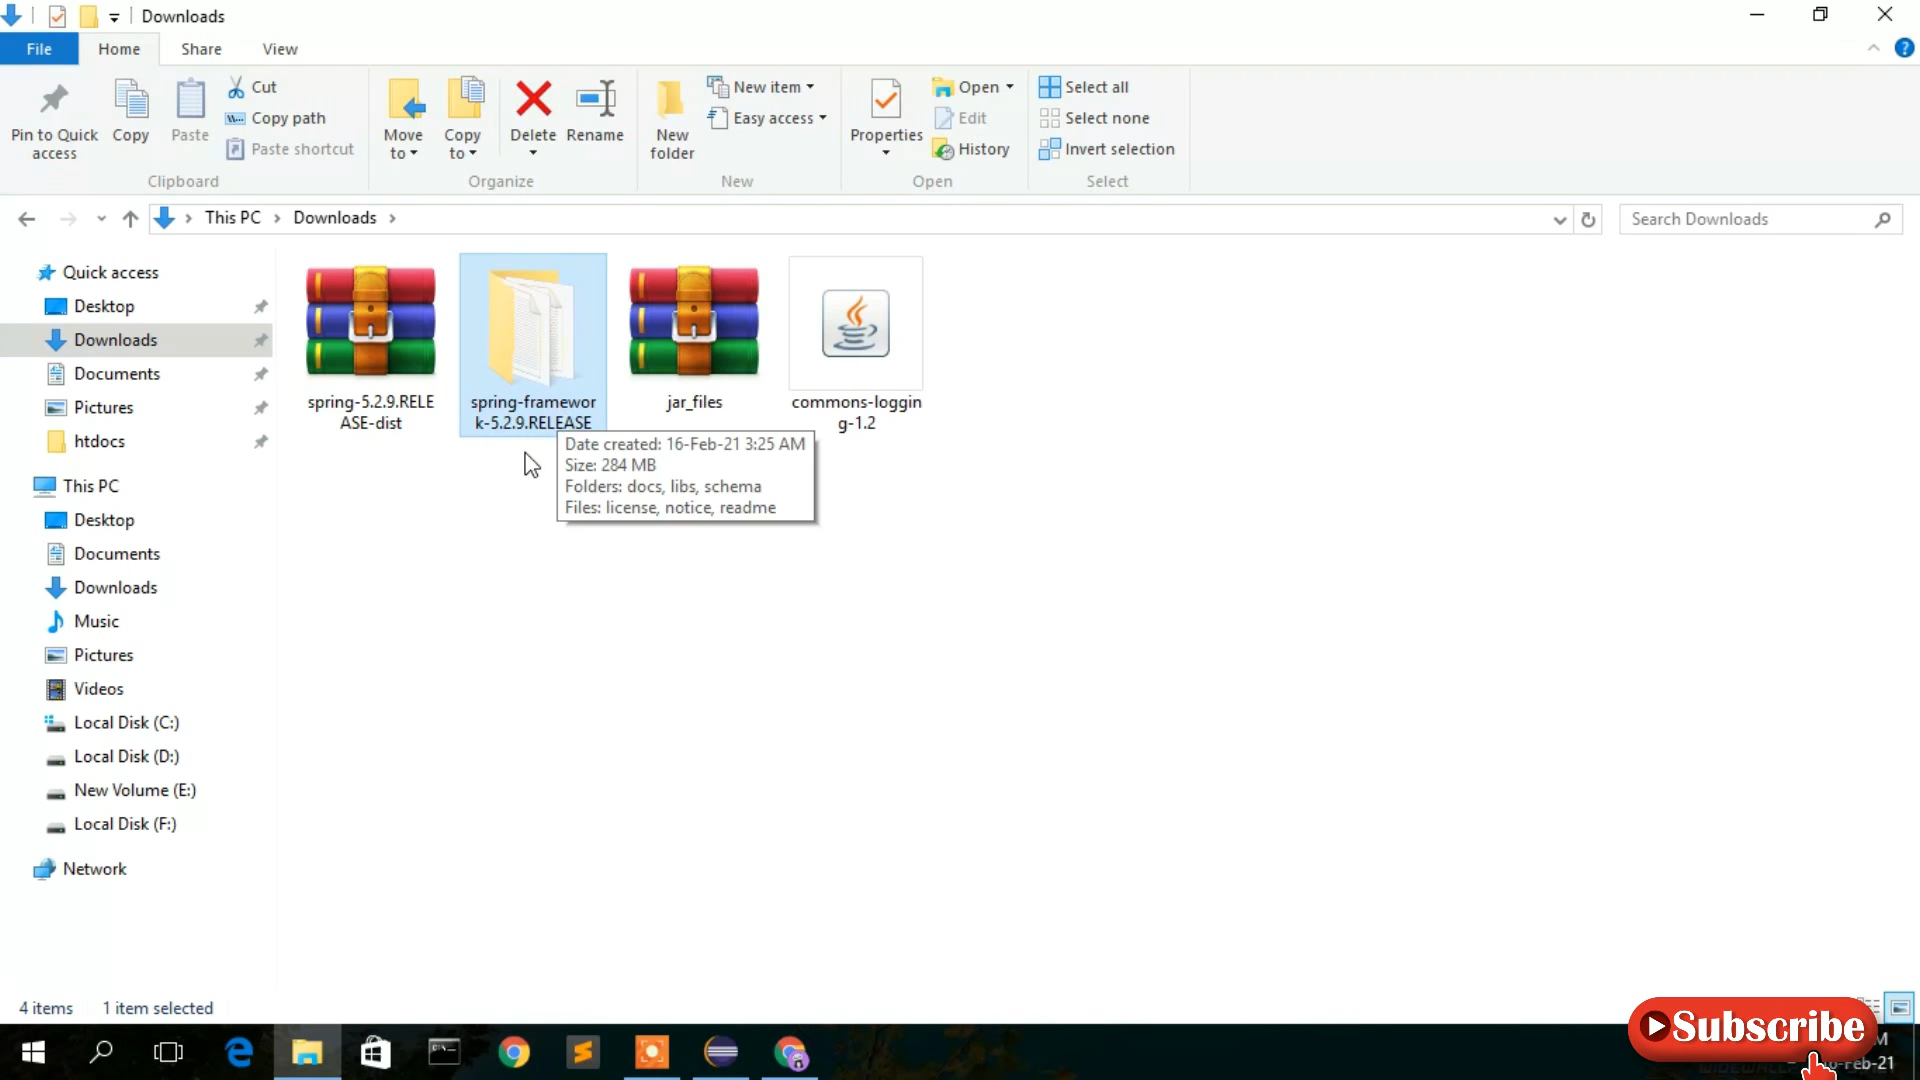 Downloads
File Home Share View
Pin to Quick access
Copy
Paste
Cut
Copy path
Paste shortcut
Clipboard
Move to
Copy to
Delete
Rename
Organize
New folder
New item
Easy access
New
Properties
Open
Edit
History
Open
Select all
Select none
Invert selection
Select
This PC > Downloads >
Search Downloads
Quick access
Desktop
Downloads
Documents
Pictures
htdocs
This PC
Desktop
Documents
Downloads
Music
Pictures
Videos
Local Disk (C:)
Local Disk (D:)
New Volume (E:)
Local Disk (F:)
Network
spring-5.2.9.RELE
ASE-dist
spring-framewor
k-5.2.9.RELEASE
jar_files
commons-loggin
g-1.2
Date created: 16-Feb-21 3:25 AM
Size: 284 MB
Folders: docs, libs, schema
Files: license, notice, readme
4 items 1 item selected
Subscribe